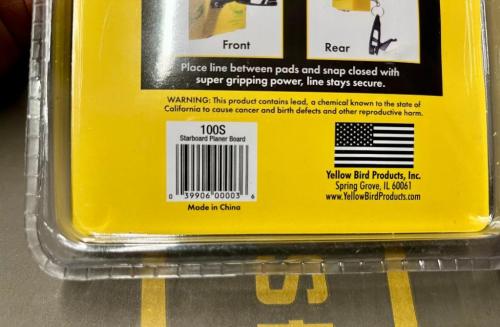 Front
Rear
Place line between pads and snap closed with
super gripping power, line stays secure.
WARNING: This product contains lead, a chemical known to the state of
California to cause cancer and birth defects and other reproductive harm.
100S
Starboard Planer Board
0 39906 00003 6
Made in China
Yellow Bird Products, Inc.
Spring Grove, IL 60061
www.YellowBirdProducts.com